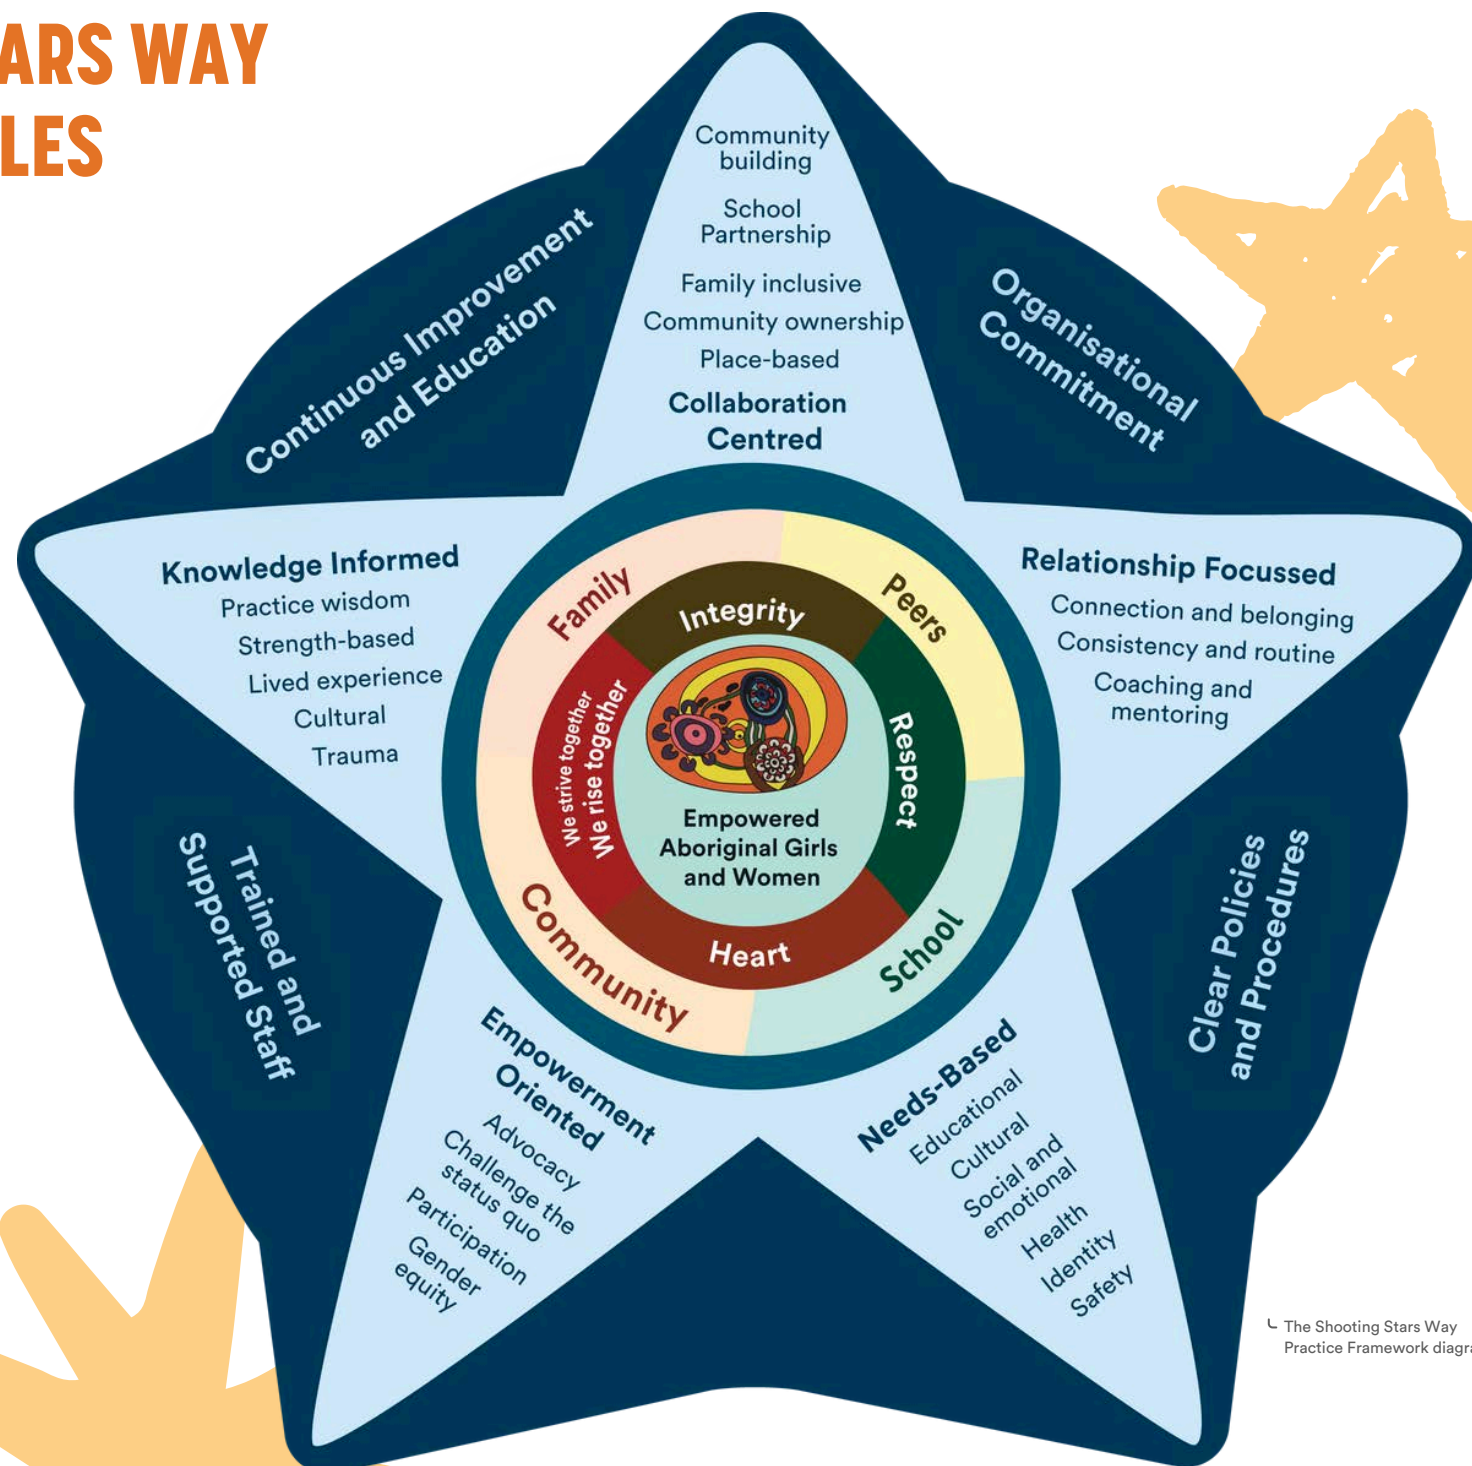 ARS WAY
LES
Community
building
School
Partnership
Family inclusive
Community ownership
Place-based
Collaboration
Centred
Continuous Improvement
and Education
Organisational
Commitment
Knowledge Informed
Practice wisdom
Strength-based
Lived experience
Cultural
Trauma
Relationship Focussed
Connection and belonging
Consistency and routine
Coaching and
mentoring
Family
Peers
Integrity
Respect
We strive together
We rise together
Empowered
Aboriginal Girls
and Women
Heart
Community
School
Trained and
Supported Staff
Clear Policies
and Procedures
Empowerment
Oriented
Advocacy
Challenge the
status quo
Participation
Gender
equity
Needs-Based
Educational
Cultural
Social and
emotional
Health
Identity
Safety
The Shooting Stars Way
Practice Framework diagra